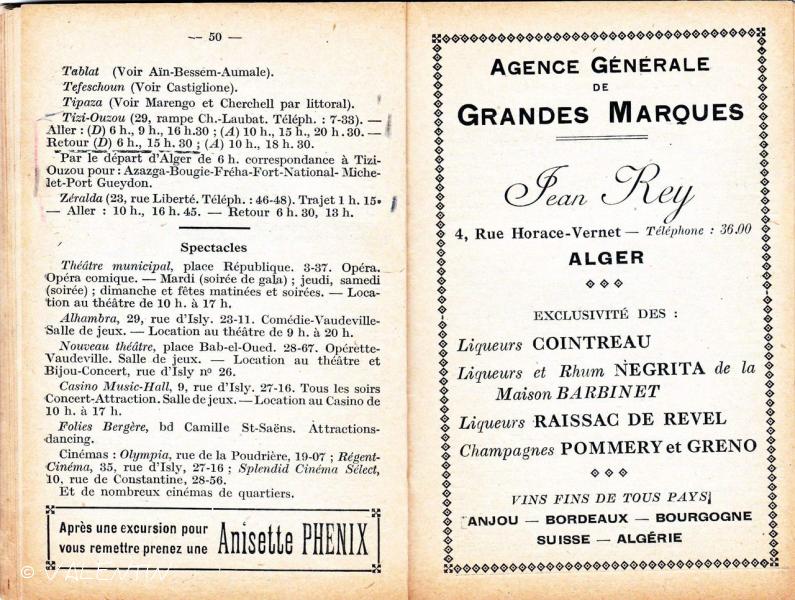 — 50 —
Tablat (Voir Aïn-Bessem-Aumale).
Tefeschoun (Voir Castiglione).
Tipaza (Voir Marengo et Cherchell par littoral).
Tizi-Ouzou (29, rampe Ch.-Laubat. Téléph. : 7-33). —
Aller : (D) 6 h., 9 h., 16 h.30 ; (A) 10 h., 15 h., 20 h.30. —
Retour (D) 6 h., 15 h. 30 ; (A) 10 h., 18 h. 30.
Par le départ d'Alger de 6 h. correspondance à Tizi-
Ouzou pour : Azazga-Bougie-Fréha-Fort-National- Miche-
let-Port Gueydon.
Zéralda (23, rue Liberté. Téléph. : 46-48). Trajet 1 h. 15.
— Aller : 10 h., 16 h. 45. — Retour 6 h. 30, 13 h.
Spectacles
Théâtre municipal, place République. 3-37. Opéra.
Opéra comique. — Mardi (soirée de gala) ; jeudi, samedi
(soirée) ; dimanche et fêtes matinées et soirées. — Loca-
tion au théâtre de 10 h. à 17 h.
Alhambra, 29, rue d'Isly. 23-11. Comédie-Vaudeville-
Salle de jeux. — Location au théâtre de 9 h. à 20 h.
Nouveau théâtre, place Bab-el-Oued. 28-67. Opérette-
Vaudeville. Salle de jeux. — Location au théâtre et
Bijou-Concert, rue d'Isly nº 26.
Casino Music-Hall, 9, rue d'Isly. 27-16. Tous les soirs
Concert-Attraction. Salle de jeux. — Location au Casino de
10 h. à 17 h.
Folies Bergère, bd Camille St-Saëns. Attractions-
dancing.
Cinémas : Olympia, rue de la Poudrière, 19-07 ; Régent-
Cinéma, 35, rue d'Isly, 27-16 ; Splendid Cinéma Sélect,
10, rue de Constantine, 28-56.
Et de nombreux cinémas de quartiers.
Après une excursion pour
vous remettre prenez une Anisette PHENIX
© VALENTIN
AGENCE GÉNÉRALE
DE
GRANDES MARQUES
Jean Rey
4, Rue Horace-Vernet — Téléphone : 36.00
ALGER
EXCLUSIVITÉ DES :
Liqueurs COINTREAU
Liqueurs et Rhum NEGRITA de la
Maison BARBINET
Liqueurs RAISSAC DE REVEL
Champagnes POMMERY et GRENO
VINS FINS DE TOUS PAYS
ANJOU — BORDEAUX — BOURGOGNE
SUISSE — ALGÉRIE